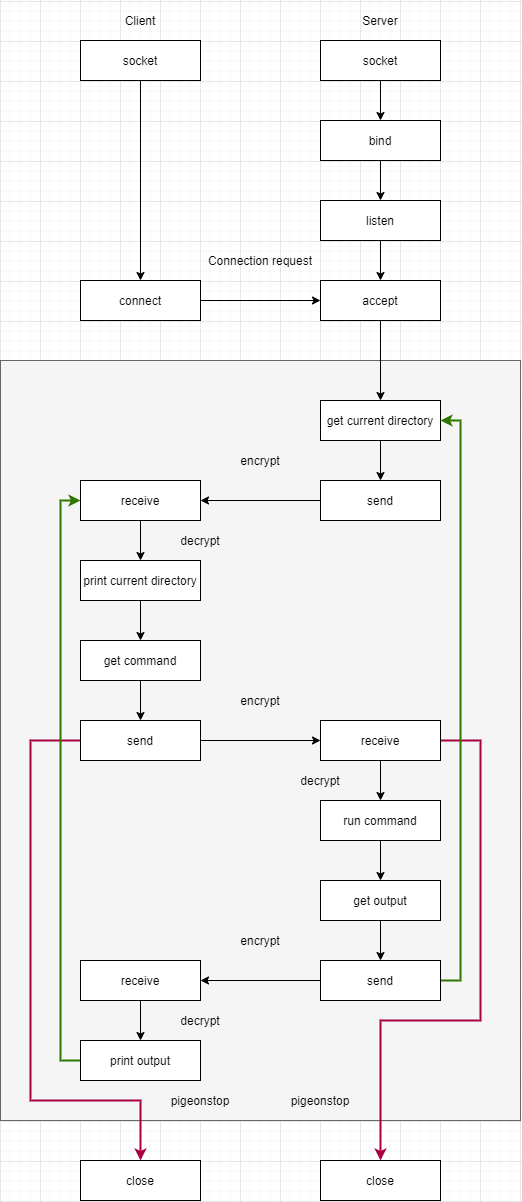 Client
Server
socket
socket
bind
listen
Connection request
connect
accept
get current directory
encrypt
receive
send
decrypt
print current directory
get command
encrypt
send
receive
decrypt
run command
get output
encrypt
receive
send
decrypt
print output
pigeonstop
pigeonstop
close
close